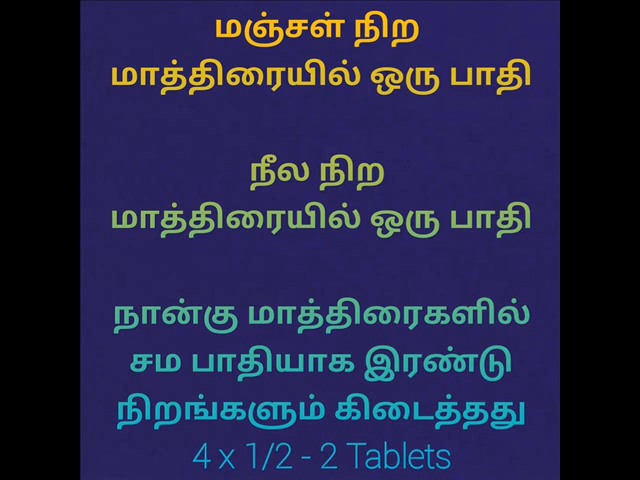 மஞ்சள் நிற
மாத்திரையில் ஒரு பாதி
நீல நிற
மாத்திரையில் ஒரு பாதி
நான்கு மாத்திரைகளில்
சம பாதியாக இரண்டு
நிறங்களும் கிடைத்தது
4 x 1/2 - 2 Tablets